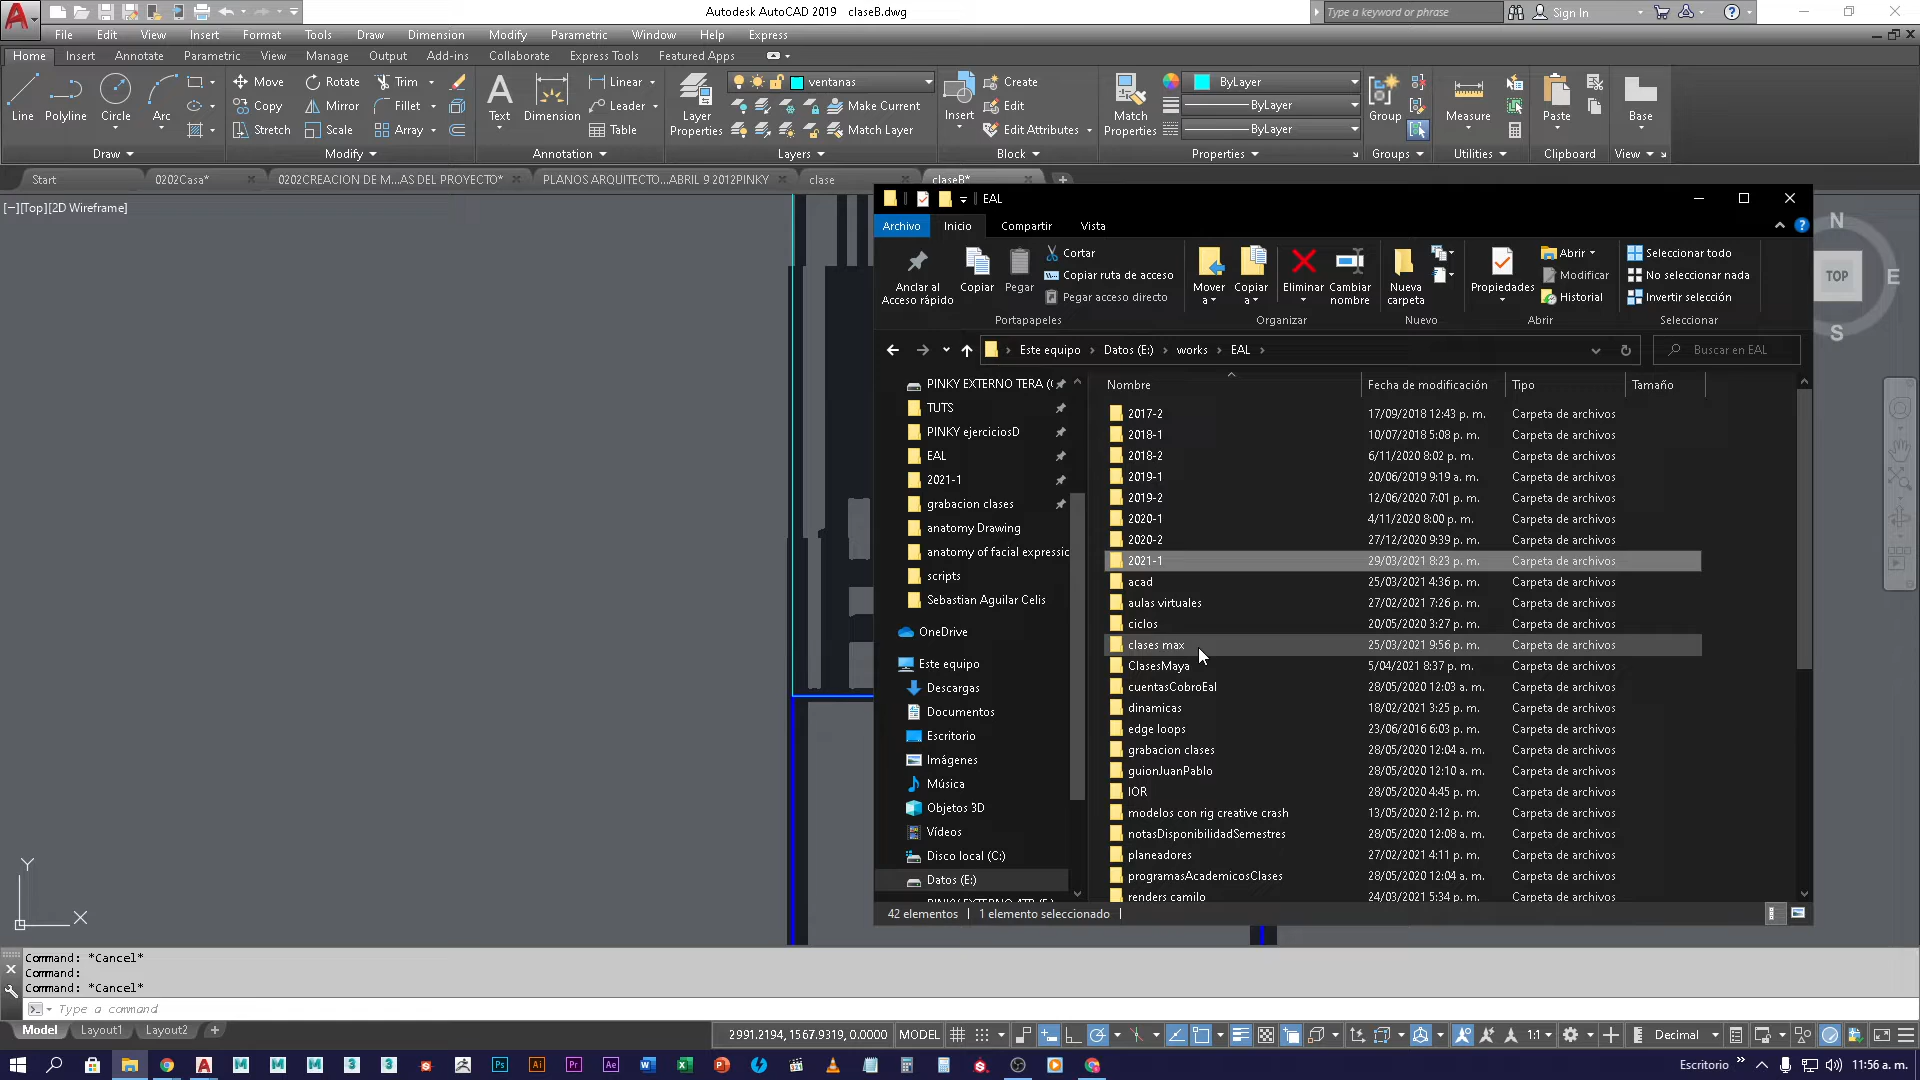 Autodesk AutoCAD 2019 claseB.dwg
Type a keyword or phrase
Sign In
File Edit View Insert Format Tools Draw Dimension Modify Parametric Window Help Express
Home Insert Annotate Parametric View Manage Output Add-ins Collaborate Express Tools Featured Apps
Line Polyline Circle Arc
Move Rotate Trim
Copy Mirror Fillet
Stretch Scale Array
Text Dimension
Linear
Leader
Table
Layer Properties
ventanas
Make Current
Match Layer
Insert
Create
Edit
Edit Attributes
Match Properties
ByLayer
ByLayer
ByLayer
Group
Measure
Paste
Base
Draw Modify Annotation Layers Block Properties Groups Utilities Clipboard View
Start 0202Casa* 0202CREACION DE M...AS DEL PROYECTO* PLANOS ARQUITECTO...ABRIL 9 2012PINKY clase claseB*
[−][Top][2D Wireframe]
N
TOP
E
S
EAL
Archivo Inicio Compartir Vista
Anclar al Acceso rápido
Copiar
Pegar
Cortar
Copiar ruta de acceso
Pegar acceso directo
Mover a
Copiar a
Eliminar
Cambiar nombre
Nueva carpeta
Propiedades
Abrir
Modificar
Historial
Seleccionar todo
No seleccionar nada
Invertir selección
Portapapeles Organizar Nuevo Abrir Seleccionar
Este equipo Datos (E:) works EAL
Buscar en EAL
PINKY EXTERNO TERA (
TUTS
PINKY ejerciciosD
EAL
2021-1
grabacion clases
anatomy Drawing
anatomy of facial expressic
scripts
Sebastian Aguilar Celis
OneDrive
Este equipo
Descargas
Documentos
Escritorio
Imágenes
Música
Objetos 3D
Vídeos
Disco local (C:)
Datos (E:)
Nombre Fecha de modificación Tipo Tamaño
2017-2 17/09/2018 12:43 p. m. Carpeta de archivos
2018-1 10/07/2018 5:08 p. m. Carpeta de archivos
2018-2 6/11/2020 8:02 p. m. Carpeta de archivos
2019-1 20/06/2019 9:19 a. m. Carpeta de archivos
2019-2 12/06/2020 7:01 p. m. Carpeta de archivos
2020-1 4/11/2020 8:00 p. m. Carpeta de archivos
2020-2 27/12/2020 9:39 p. m. Carpeta de archivos
2021-1 29/03/2021 8:23 p. m. Carpeta de archivos
acad 25/03/2021 4:36 p. m. Carpeta de archivos
aulas virtuales 27/02/2021 7:26 p. m. Carpeta de archivos
ciclos 20/05/2020 3:27 p. m. Carpeta de archivos
clases max 25/03/2021 9:56 p. m. Carpeta de archivos
ClasesMaya 5/04/2021 8:37 p. m. Carpeta de archivos
cuentasCobroEal 28/05/2020 12:03 a. m. Carpeta de archivos
dinamicas 18/02/2021 3:25 p. m. Carpeta de archivos
edge loops 23/06/2016 6:03 p. m. Carpeta de archivos
grabacion clases 28/05/2020 12:04 a. m. Carpeta de archivos
guionJuanPablo 28/05/2020 12:10 a. m. Carpeta de archivos
IOR 28/05/2020 4:45 p. m. Carpeta de archivos
modelos con rig creative crash 13/05/2020 2:12 p. m. Carpeta de archivos
notasDisponibilidadSemestres 28/05/2020 12:08 a. m. Carpeta de archivos
planeadores 27/02/2021 4:11 p. m. Carpeta de archivos
programasAcademicosClases 28/05/2020 12:04 a. m. Carpeta de archivos
renders camilo 24/03/2021 5:34 p. m. Carpeta de archivos
42 elementos 1 elemento seleccionado
Y
X
Command: *Cancel*
Command:
Command: *Cancel*
Type a command
Model Layout1 Layout2
2991.2194, 1567.9319, 0.0000 MODEL 1:1 Decimal
Escritorio 11:56 a. m.